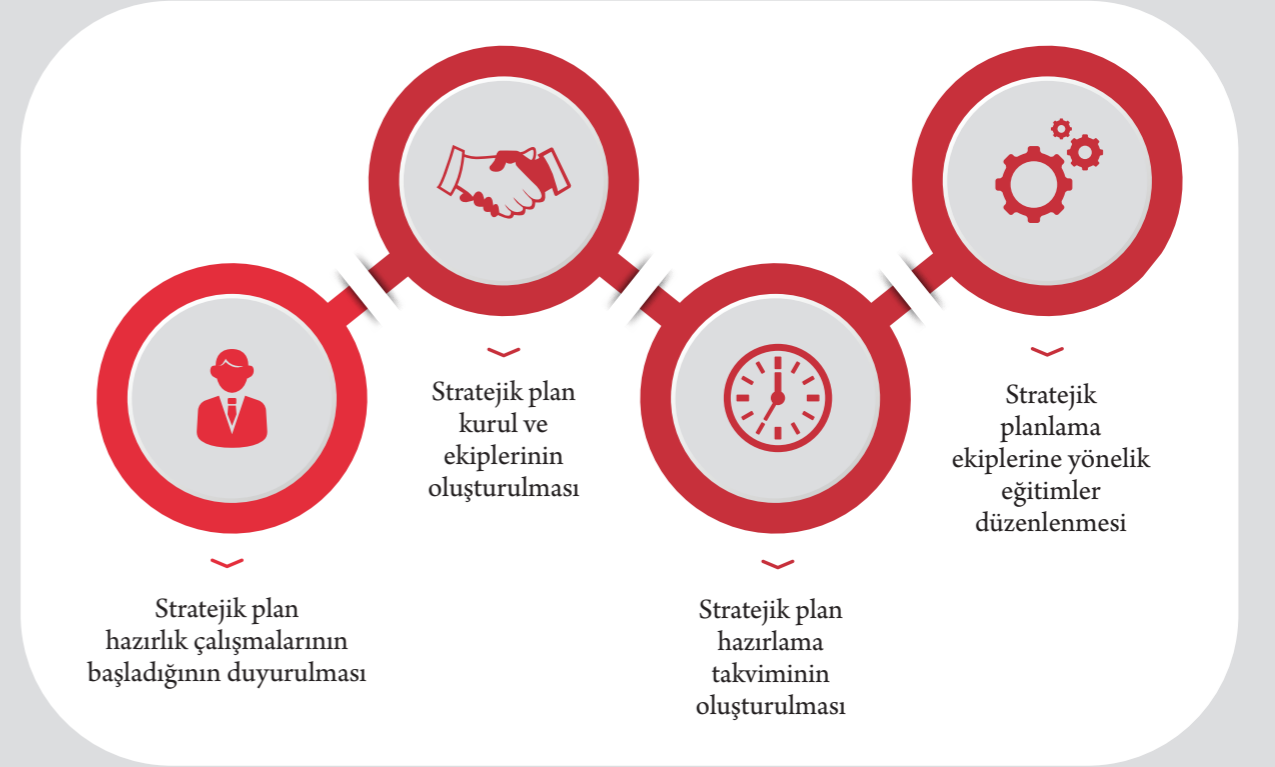 Stratejik plan
hazırlık çalışmalarının
başladığının duyurulması
Stratejik plan
kurul ve
ekiplerinin
oluşturulması
Stratejik plan
hazırlama
takviminin
oluşturulması
Stratejik
planlama
ekiplerine yönelik
eğitimler
düzenlenmesi